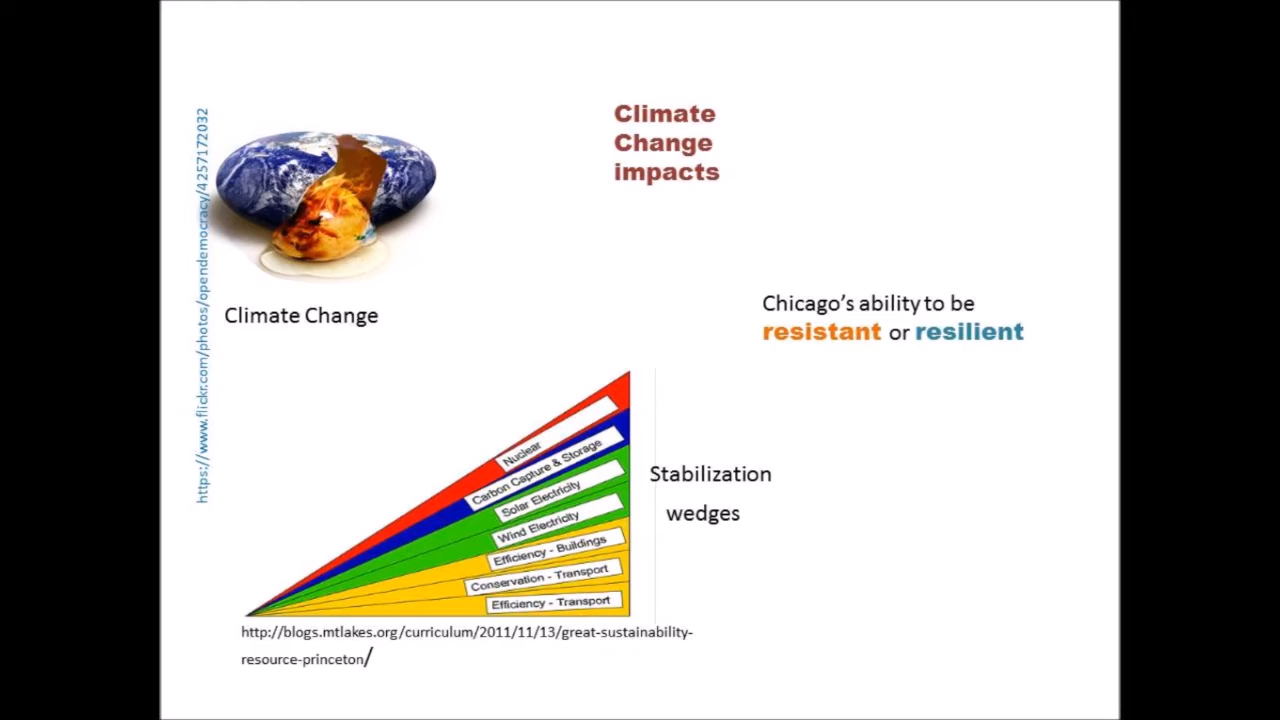 https://www.flickr.com/photos/opendemocracy/4257172032
Climate
Change
impacts
Climate Change
Chicago's ability to be
resistant or resilient
Nuclear
Carbon Capture & Storage
Solar Electricity
Wind Electricity
Efficiency - Buildings
Conservation - Transport
Efficiency - Transport
Stabilization
wedges
http://blogs.mtlakes.org/curriculum/2011/11/13/great-sustainability-
resource-princeton/